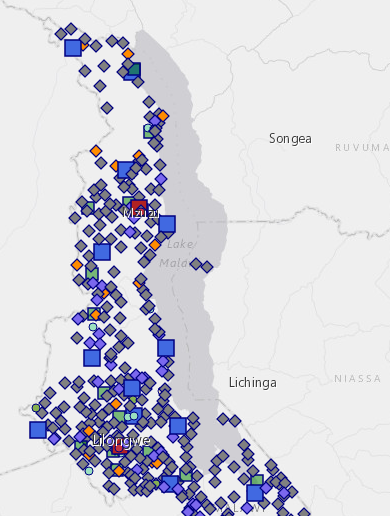 Songea
RUVUMA
Mzuzu
Lake
Mala
Lichinga
NIASSA
Lilongwe